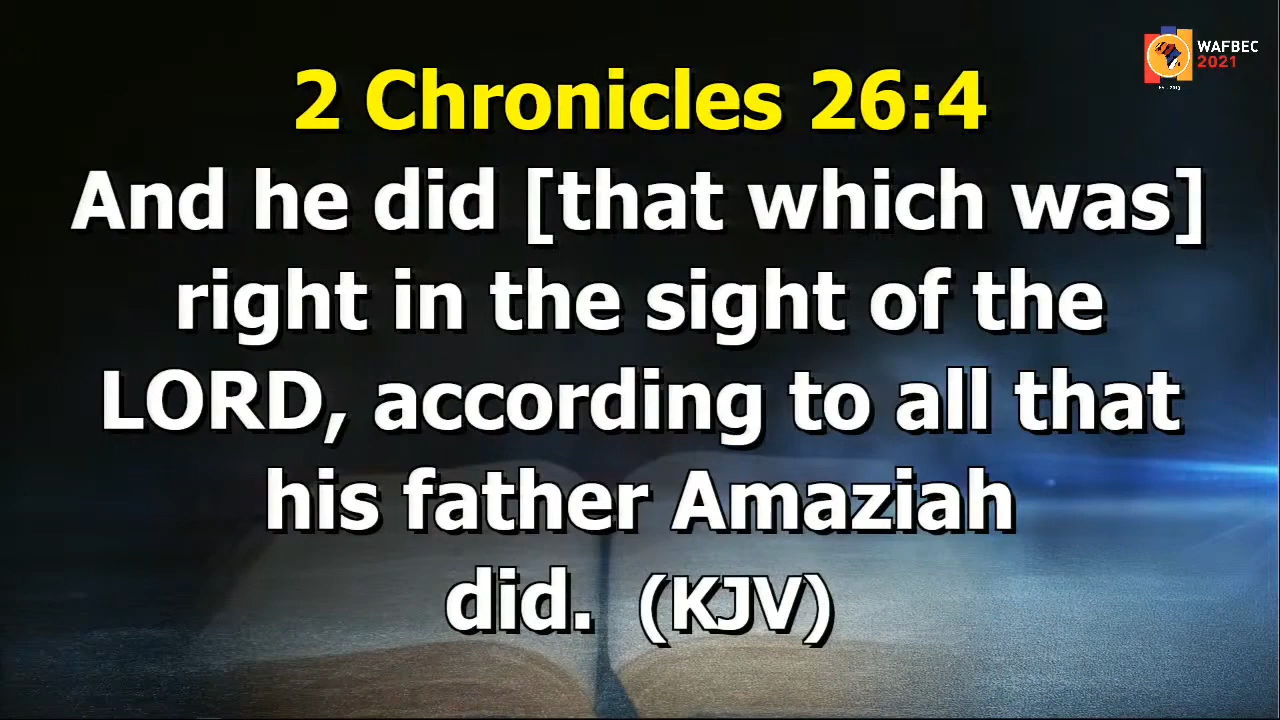 WAFBEC
2021
2 Chronicles 26:4
And he did [that which was]
right in the sight of the
LORD, according to all that
his father Amaziah
did. (KJV)